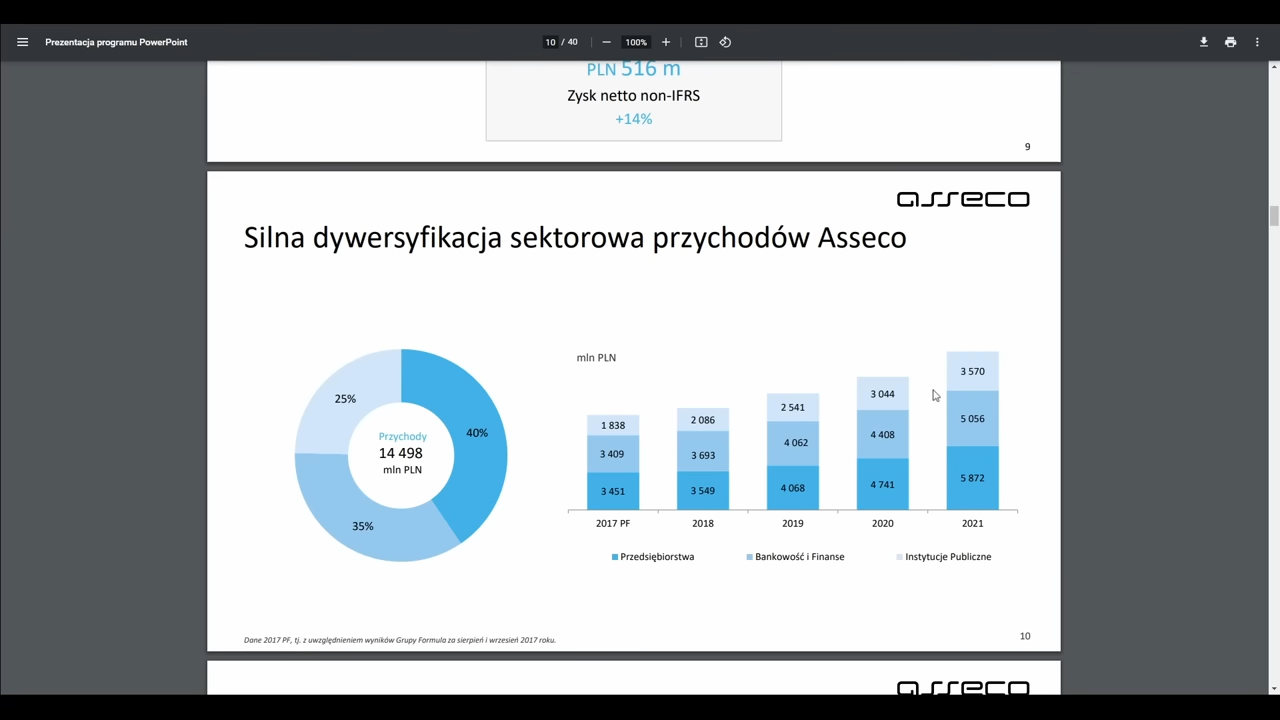 Prezentacja programu PowerPoint
10 / 40
100%
PLN 516 m
Zysk netto non-IFRS
+14%
9
asseco
Silna dywersyfikacja sektorowa przychodów Asseco
25%
40%
35%
Przychody
14 498
mln PLN
mln PLN
1 838
3 409
3 451
2 086
3 693
3 549
2 541
4 062
4 068
3 044
4 408
4 741
3 570
5 056
5 872
2017 PF
2018
2019
2020
2021
Przedsiębiorstwa
Bankowość i Finanse
Instytucje Publiczne
Dane 2017 PF, tj. z uwzględnieniem wyników Grupy Formula za sierpień i wrzesień 2017 roku.
10
asseco